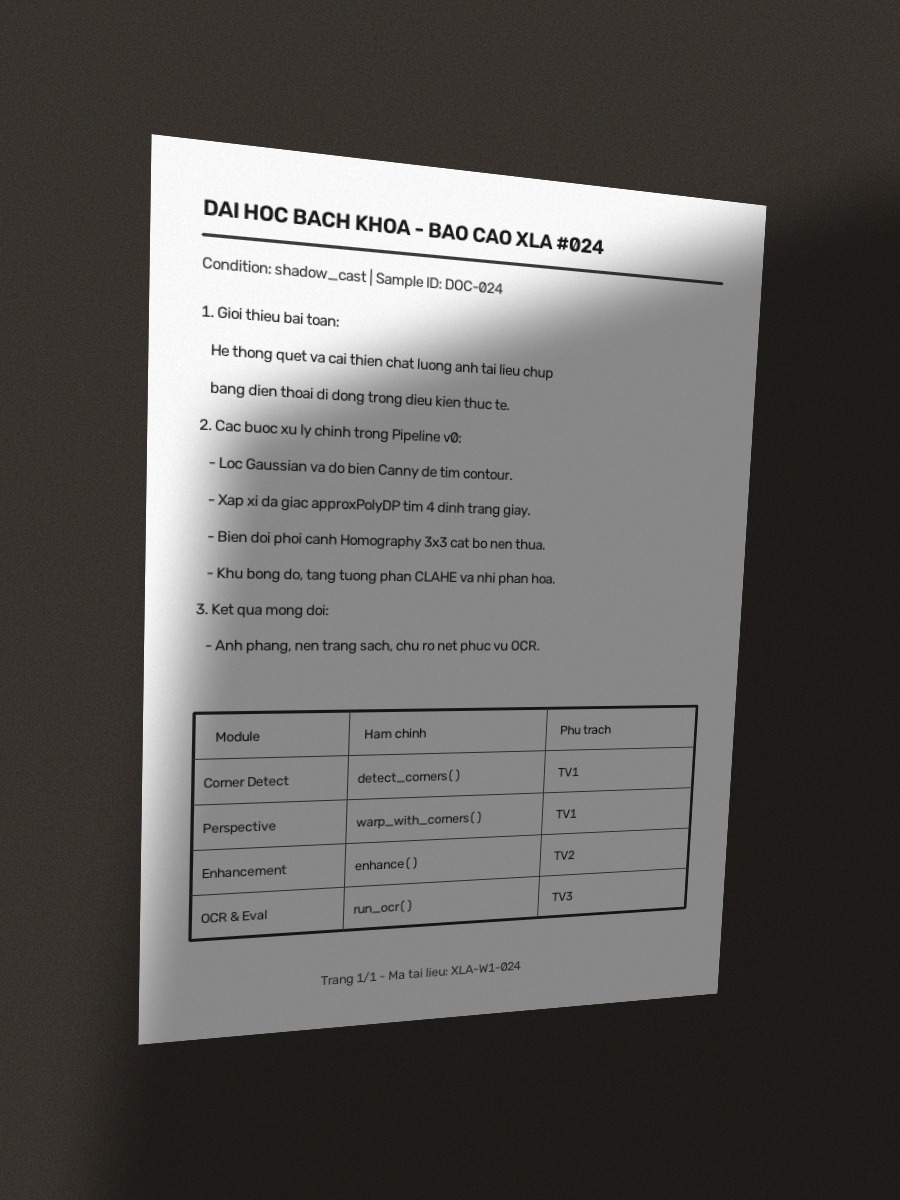 DAI HOC BACH KHOA - BAO CAO XLA #024
Condition: shadow_cast | Sample ID: DOC-024
1. Gioi thieu bai toan:
He thong quet va cai thien chat luong anh tai lieu chup
bang dien thoai di dong trong dieu kien thuc te.
2. Cac buoc xu ly chinh trong Pipeline v0:
- Loc Gaussian va do bien Canny de tim contour.
- Xap xi da giac approxPolyDP tim 4 dinh trang giay.
- Bien doi phoi canh Homography 3x3 cat bo nen thua.
- Khu bong do, tang tuong phan CLAHE va nhi phan hoa.
3. Ket qua mong doi:
- Anh phang, nen trang sach, chu ro net phuc vu OCR.
Module Ham chinh Phu trach
Corner Detect detect_corners() TV1
Perspective warp_with_corners() TV1
Enhancement enhance() TV2
OCR & Eval run_ocr() TV3
Trang 1/1 - Ma tai lieu: XLA-W1-024